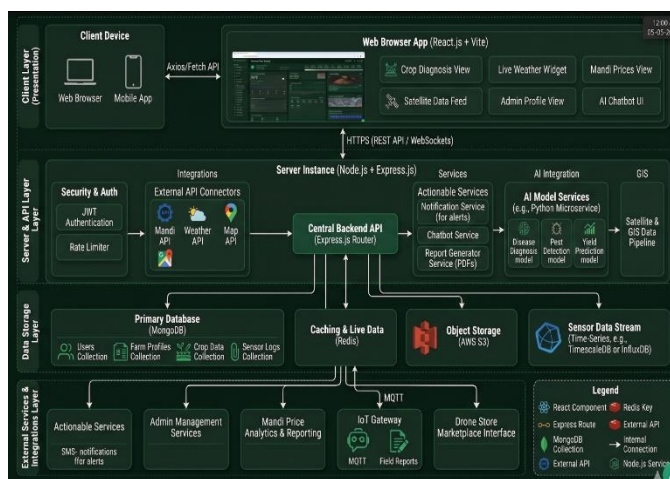 12:00
05-05-20
Client Layer
(Presentation)
Client Device
Web Browser
Mobile App
Axios/Fetch API
Web Browser App (React.js + Vite)
Crop Diagnosis View
Live Weather Widget
Mandi Prices View
Satellite Data Feed
Admin Profile View
AI Chatbot UI
HTTPS (REST API / WebSockets)
Server & API Layer
Layer
Server Instance (Node.js + Express.js)
Security & Auth
JWT
Authentication
Rate Limiter
Integrations
External API Connectors
Mandi
API
Weather
API
Map
API
Central Backend API
(Express.js Router)
Services
Actionable Services
Notification Service
(for alerts)
Chatbot Service
Report Generator
Service (PDFs)
AI Integration
AI Model Services
(e.g., Python Microservice)
Disease
Diagnosis
model
Pest
Detection
model
Yield
Prediction
model
GIS
Satellite &
GIS Data
Pipeline
Data Storage
Layer
Primary Database
(MongoDB)
Users
Collection
Farm Profiles
Collection
Crop Data
Collection
Sensor Logs
Collection
Caching & Live Data
(Redis)
Object Storage
(AWS S3)
Sensor Data Stream
(Time-Series, e.g.,
TimescaleDB or InfluxDB)
External Services &
Integrations Layer
Actionable Services
SMS- notifications
ffor alerts)
Admin Management
Services
Mandi Price
Analytics & Reporting
MQTT
IoT Gateway
MQTT
Field Reports
Drone Store
Marketplace Interface
Legend
React Component
Redis Key
Express Route
External API
MongoDB
Collection
Internal
Connection
External API
Node.js Service